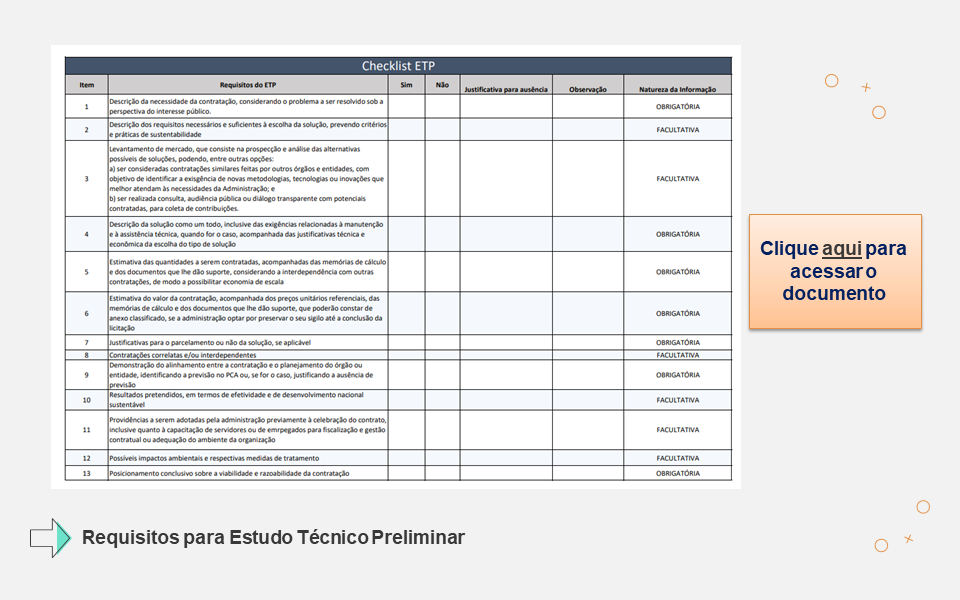 Checklist ETP
Item Requisitos do ETP Sim Não Justificativa para ausência Observação Natureza da Informação
1 Descrição da necessidade da contratação, considerando o problema a ser resolvido sob a
perspectiva do interesse público. OBRIGATÓRIA
2 Descrição dos requisitos necessários e suficientes à escolha da solução, prevendo critérios
e práticas de sustentabilidade FACULTATIVA
3 Levantamento de mercado, que consiste na prospecção e análise das alternativas
possíveis de soluções, podendo, entre outras opções:
a) ser consideradas contratações similares feitas por outros órgãos e entidades, com
objetivo de identificar a exisgência de novas metodologias, tecnologias ou inovações que
melhor atendam às necessidades da Administração; e
b) ser realizada consulta, audiência pública ou diálogo transparente com potenciais
contratadas, para coleta de contribuições. FACULTATIVA
4 Descrição da solução como um todo, inclusive das exigências relacionadas à manutenção
e à assistência técnica, quando for o caso, acompanhada das justificativas técnica e
econômica da escolha do tipo de solução OBRIGATÓRIA
5 Estimativa das quantidades a serem contratadas, acompanhadas das memórias de cálculo
e dos documentos que lhe dão suporte, considerando a interdependência com outras
contratações, de modo a possibilitar economia de escala OBRIGATÓRIA
6 Estimativa do valor da contratação, acompanhada dos preços unitários referenciais, das
memórias de cálculo e dos documentos que lhe dão suporte, que poderão constar de
anexo classificado, se a administração optar por preservar o seu sigilo até a conclusão da
licitação OBRIGATÓRIA
7 Justificativas para o parcelamento ou não da solução, se aplicável OBRIGATÓRIA
8 Contratações correlatas e/ou interdependentes FACULTATIVA
9 Demonstração do alinhamento entre a contratação e o planejamento do órgão ou
entidade, identificando a previsão no PCA ou, se for o caso, justificando a ausência de
previsão OBRIGATÓRIA
10 Resultados pretendidos, em termos de efetividade e de desenvolvimento nacional
sustentável FACULTATIVA
11 Providências a serem adotadas pela administração previamente à celebração do contrato,
inclusive quanto à capacitação de servidores ou de emrpegados para fiscalização e gestão
contratual ou adequação do ambiente da organização FACULTATIVA
12 Possíveis impactos ambientais e respectivas medidas de tratamento FACULTATIVA
13 Posicionamento conclusivo sobre a viabilidade e razoabilidade da contratação OBRIGATÓRIA
Clique aqui para
acessar o
documento
Requisitos para Estudo Técnico Preliminar